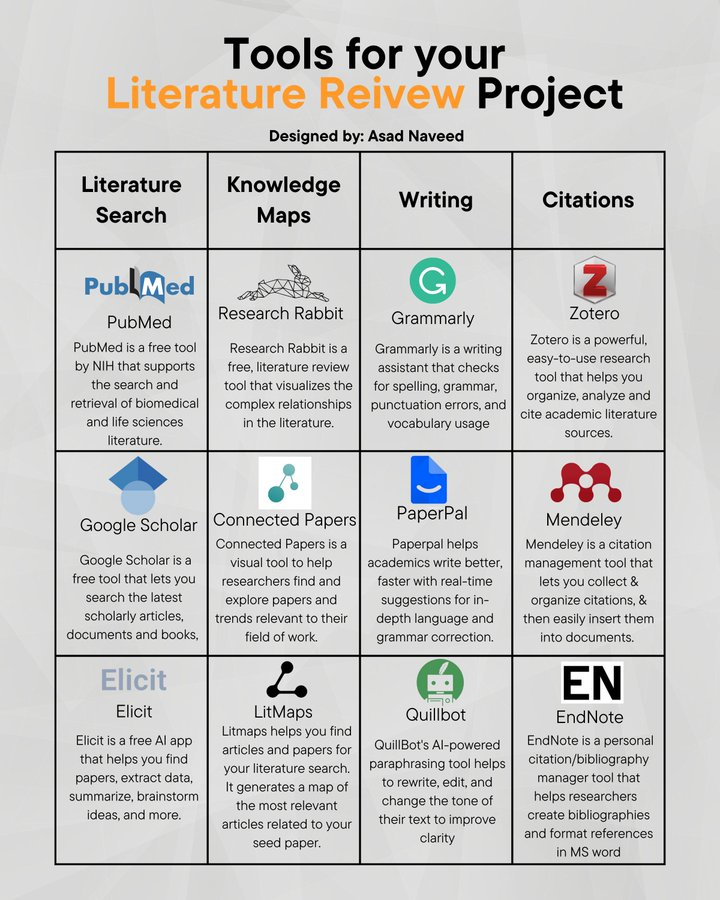 Tools for your
Literature Reivew Project
Designed by: Asad Naveed
Literature
Search
Knowledge
Maps
Writing
Citations
PubMed
PubMed
PubMed is a free tool
by NIH that supports
the search and
retrieval of biomedical
and life sciences
literature.
Research Rabbit
Research Rabbit is a
free, literature review
tool that visualizes the
complex relationships
in the literature.
G
Grammarly
Grammarly is a writing
assistant that checks
for spelling, grammar,
punctuation errors, and
vocabulary usage
Z
Zotero
Zotero is a powerful,
easy-to-use research
tool that helps you
organize, analyze and
cite academic literature
sources.
Google Scholar
Google Scholar is a
free tool that lets you
search the latest
scholarly articles,
documents and books,
Connected Papers
Connected Papers is a
visual tool to help
researchers find and
explore papers and
trends relevant to their
field of work.
PaperPal
Paperpal helps
academics write better,
faster with real-time
suggestions for in-
depth language and
grammar correction.
Mendeley
Mendeley is a citation
management tool that
lets you collect &
organize citations, &
then easily insert them
into documents.
Elicit
Elicit
Elicit is a free AI app
that helps you find
papers, extract data,
summarize, brainstorm
ideas, and more.
LitMaps
Litmaps helps you find
articles and papers for
your literature search.
It generates a map of
the most relevant
articles related to your
seed paper.
Quillbot
QuillBot's AI-powered
paraphrasing tool helps
to rewrite, edit, and
change the tone of
their text to improve
clarity
EN
EndNote
EndNote is a personal
citation/bibliography
manager tool that
helps researchers
create bibliographies
and format references
in MS word